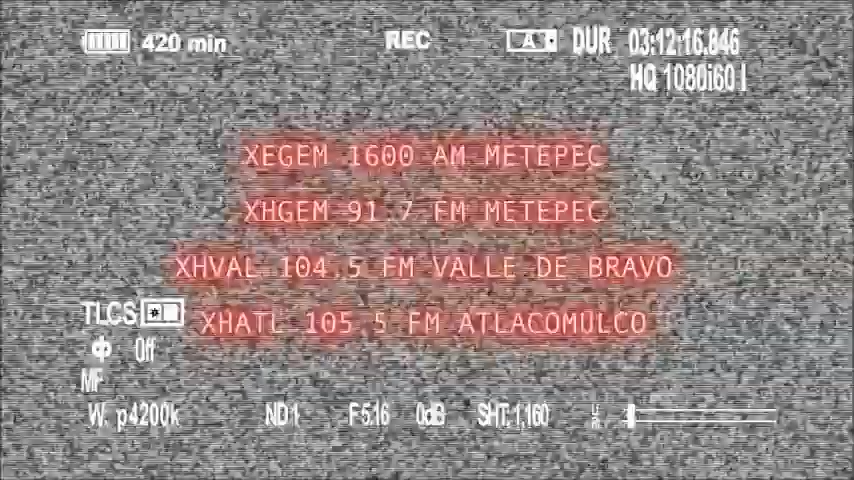 420 min REC A DUR 03:12:16.846
HQ 1080i60
XEGEM 1600 AM METEPEC
XHGEM 91.7 FM METEPEC
XHVAL 104.5 FM VALLE DE BRAVO
XHATL 105.5 FM ATLACOMULCO
TLCS
Off
MF
W. p4200k ND1 F5.16 0dB SHT. 1,160